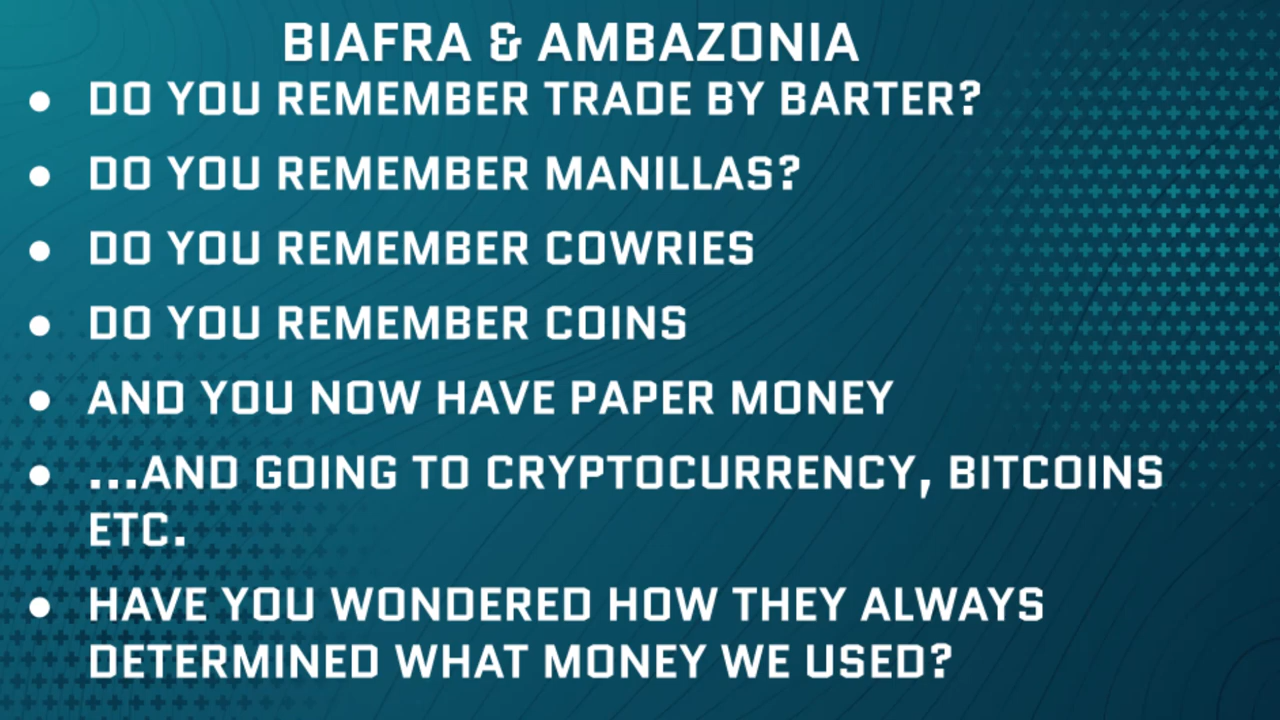 BIAFRA & AMBAZONIA
• DO YOU REMEMBER TRADE BY BARTER?
• DO YOU REMEMBER MANILLAS?
• DO YOU REMEMBER COWRIES
• DO YOU REMEMBER COINS
• AND YOU NOW HAVE PAPER MONEY
• ...AND GOING TO CRYPTOCURRENCY, BITCOINS
ETC.
• HAVE YOU WONDERED HOW THEY ALWAYS
DETERMINED WHAT MONEY WE USED?